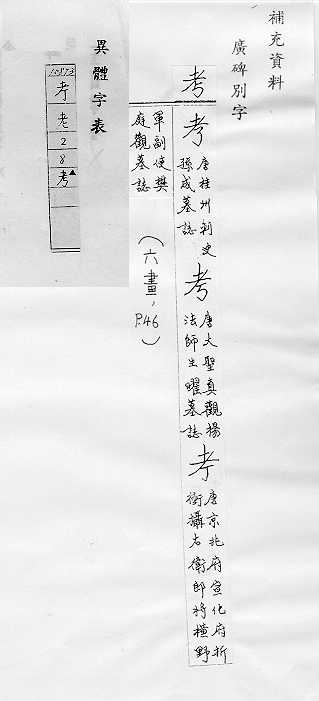 補充資料
廣碑別字
考
考
唐桂州刺史
孫成墓誌
考
唐大聖真觀楊
法師生曜墓誌
考
唐京兆府宣化府折
衝攝右衛郎將橫野
軍副使樊
庭觀墓誌
(六畫,
P.46)
異體字表
考
老
2
8
考▲